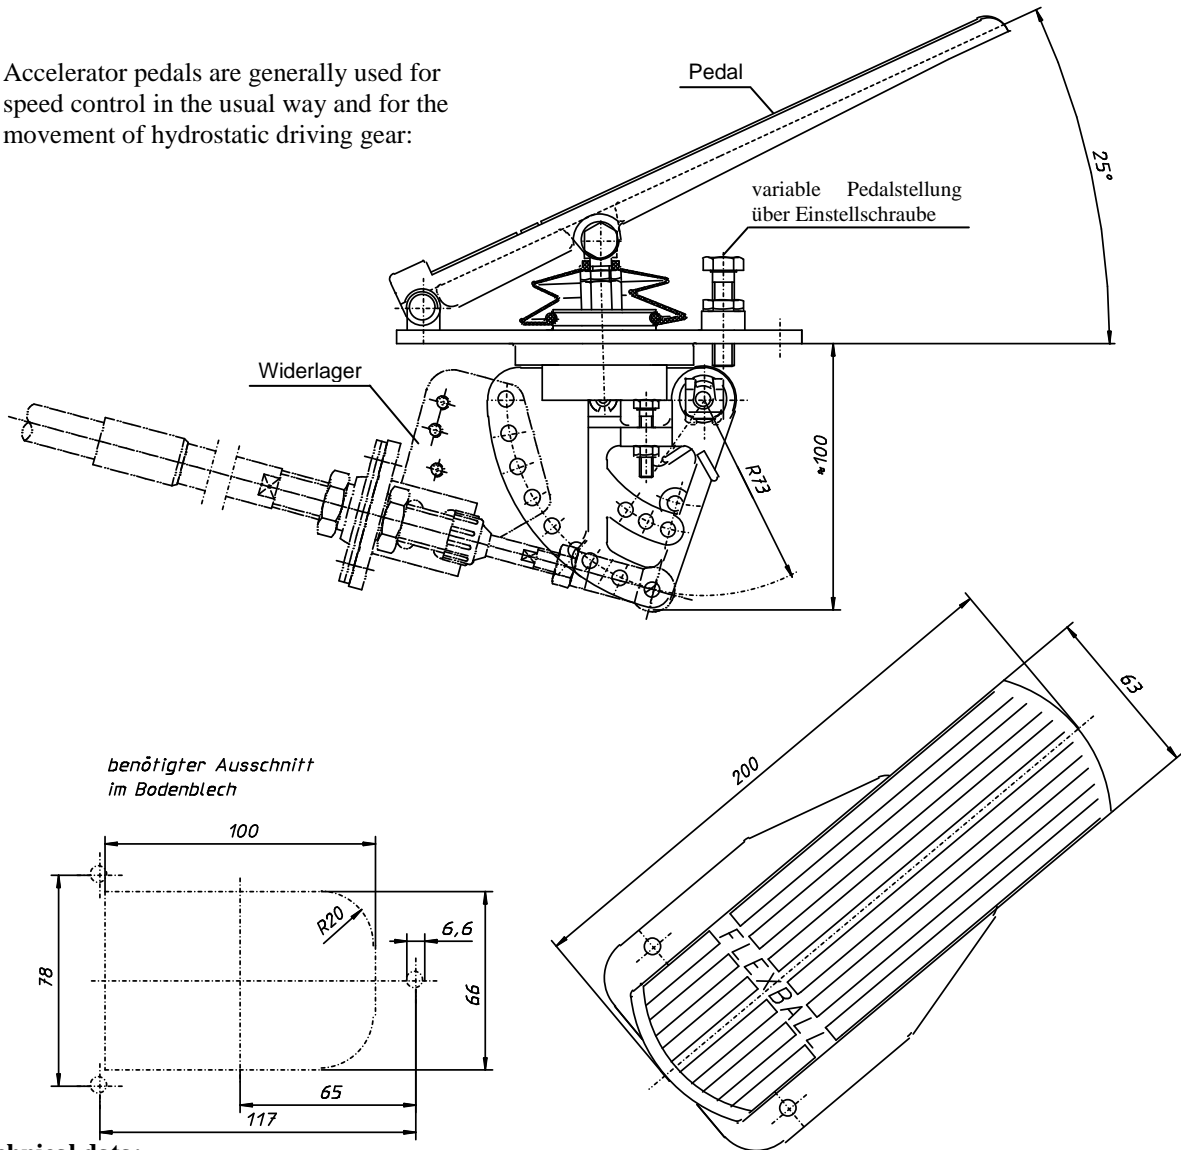 Accelerator pedals are generally used for
speed control in the usual way and for the
movement of hydrostatic driving gear:
Pedal
25°
variable Pedalstellung
über Einstellschraube
Widerlager
≈100
R73
200
63
benötigter Ausschnitt
im Bodenblech
100
R20
6,6
78
66
65
117
FLEXBALL